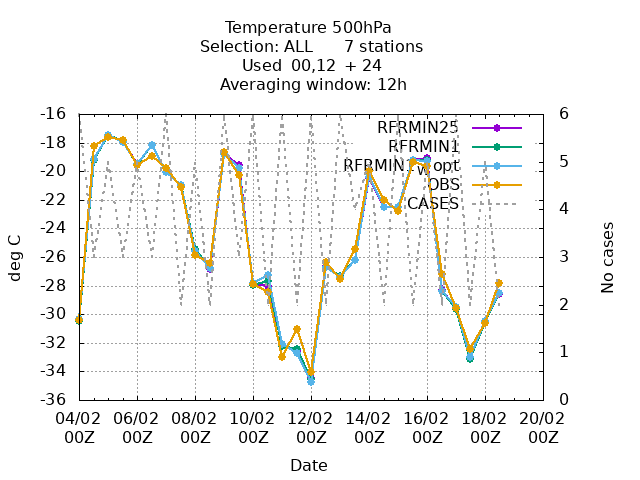 Temperature 500hPa
Selection: ALL 7 stations
Used 00,12 + 24
Averaging window: 12h
-16
-18
-20
-22
-24
-26
-28
-30
-32
-34
-36
deg C
6
5
4
3
2
1
0
No cases
RFRMIN25
RFRMIN1
OBS
CASES
04/02 06/02 08/02 10/02 12/02 14/02 16/02 18/02 20/02
00Z 00Z 00Z 00Z 00Z 00Z 00Z 00Z 00Z
Date